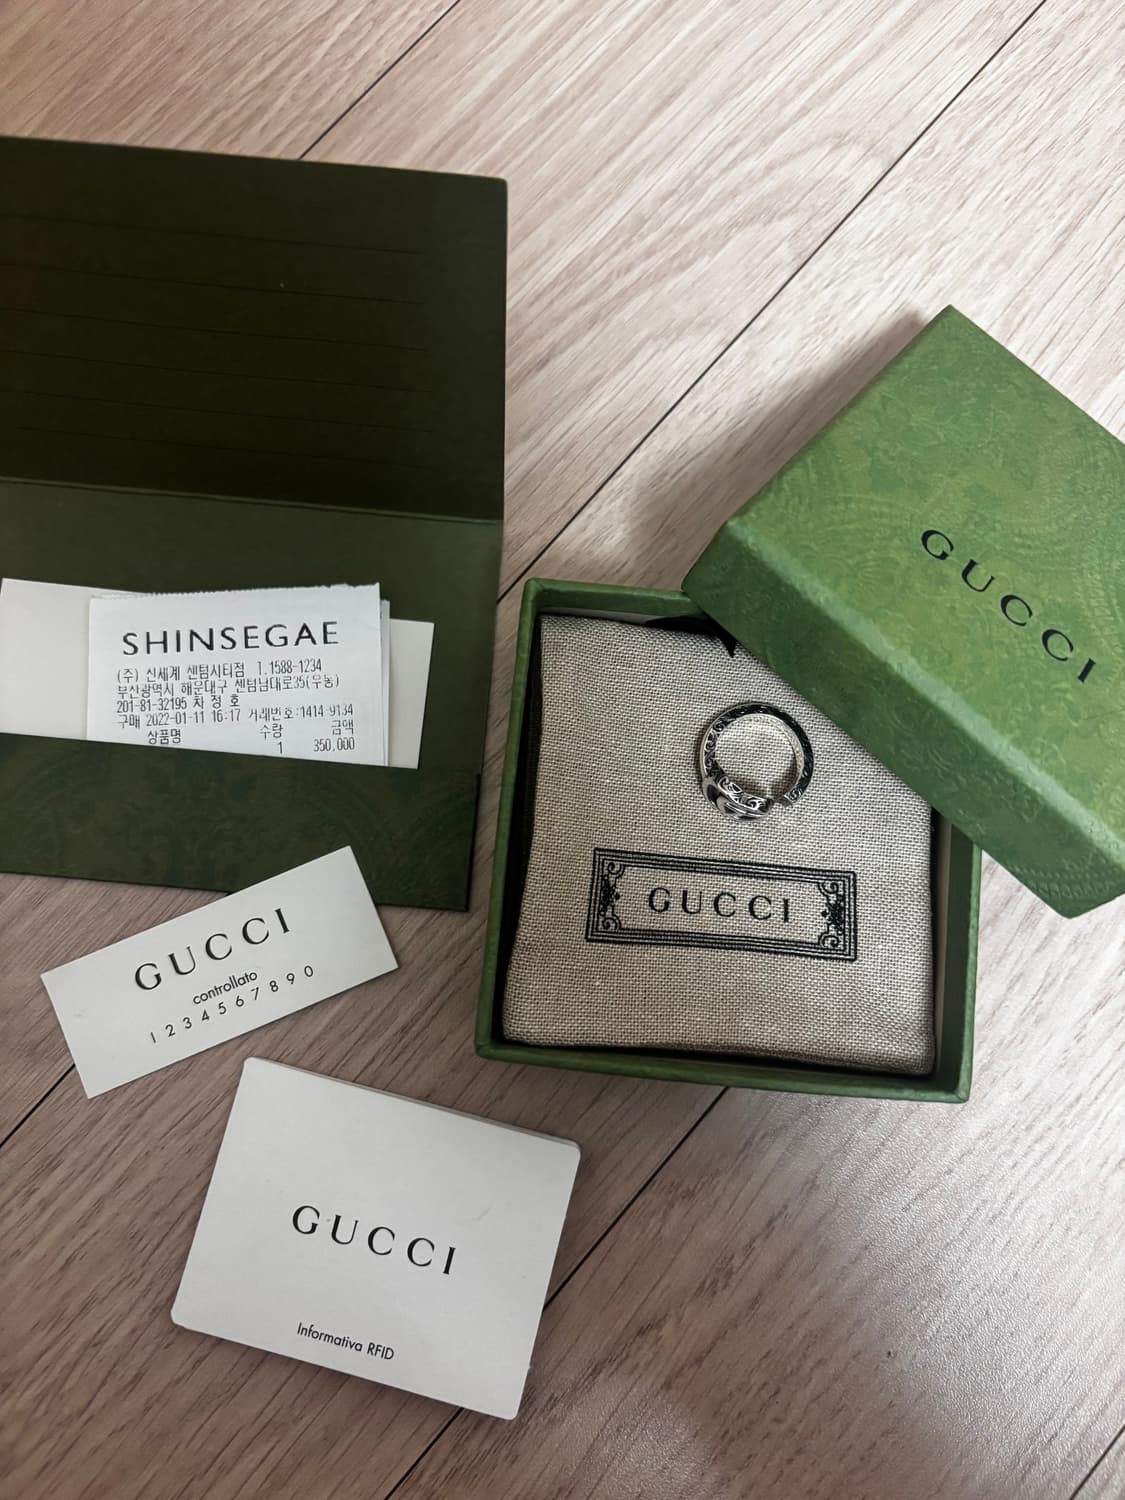 SHINSEGAE
(주) 신세계 센텀시티점 T.1588-1234
부산광역시 해운대구 센텀남대로35(우동)
201-81-32195 차 정 호
구매 2022-01-11 16:17 거래번호:1414-9134
상품명 수량 금액
1 350,000
GUCCI
GUCCI
GUCCI
controllato
1 2 3 4 5 6 7 8 9 0
GUCCI
Informativa RFID